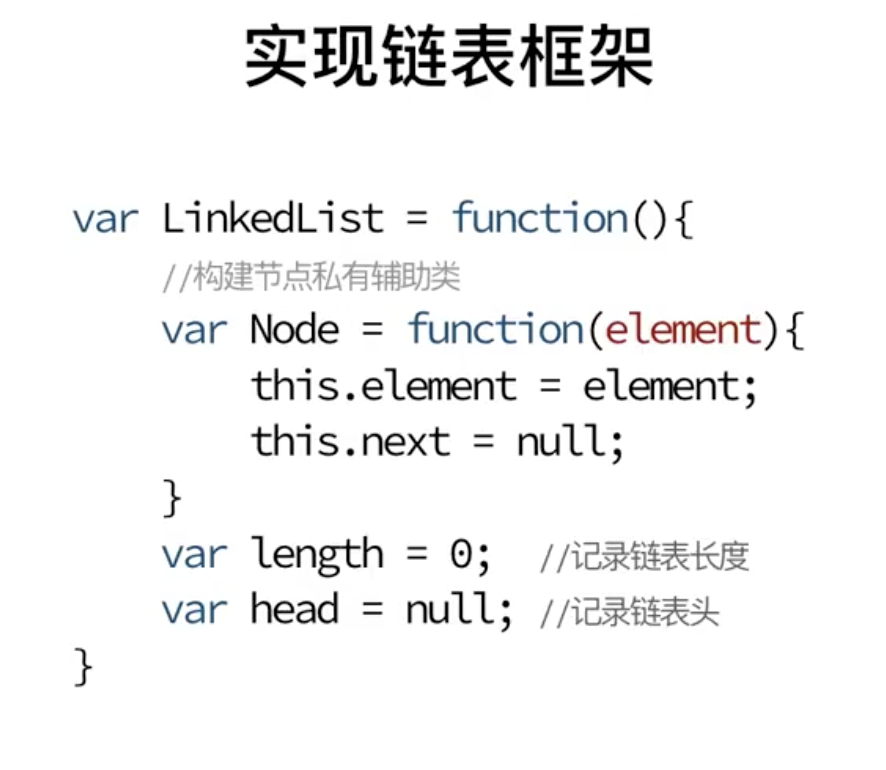 实现链表框架
var LinkedList = function(){
//构建节点私有辅助类
var Node = function(element){
this.element = element;
this.next = null;
}
var length = 0; //记录链表长度
var head = null; //记录链表头
}